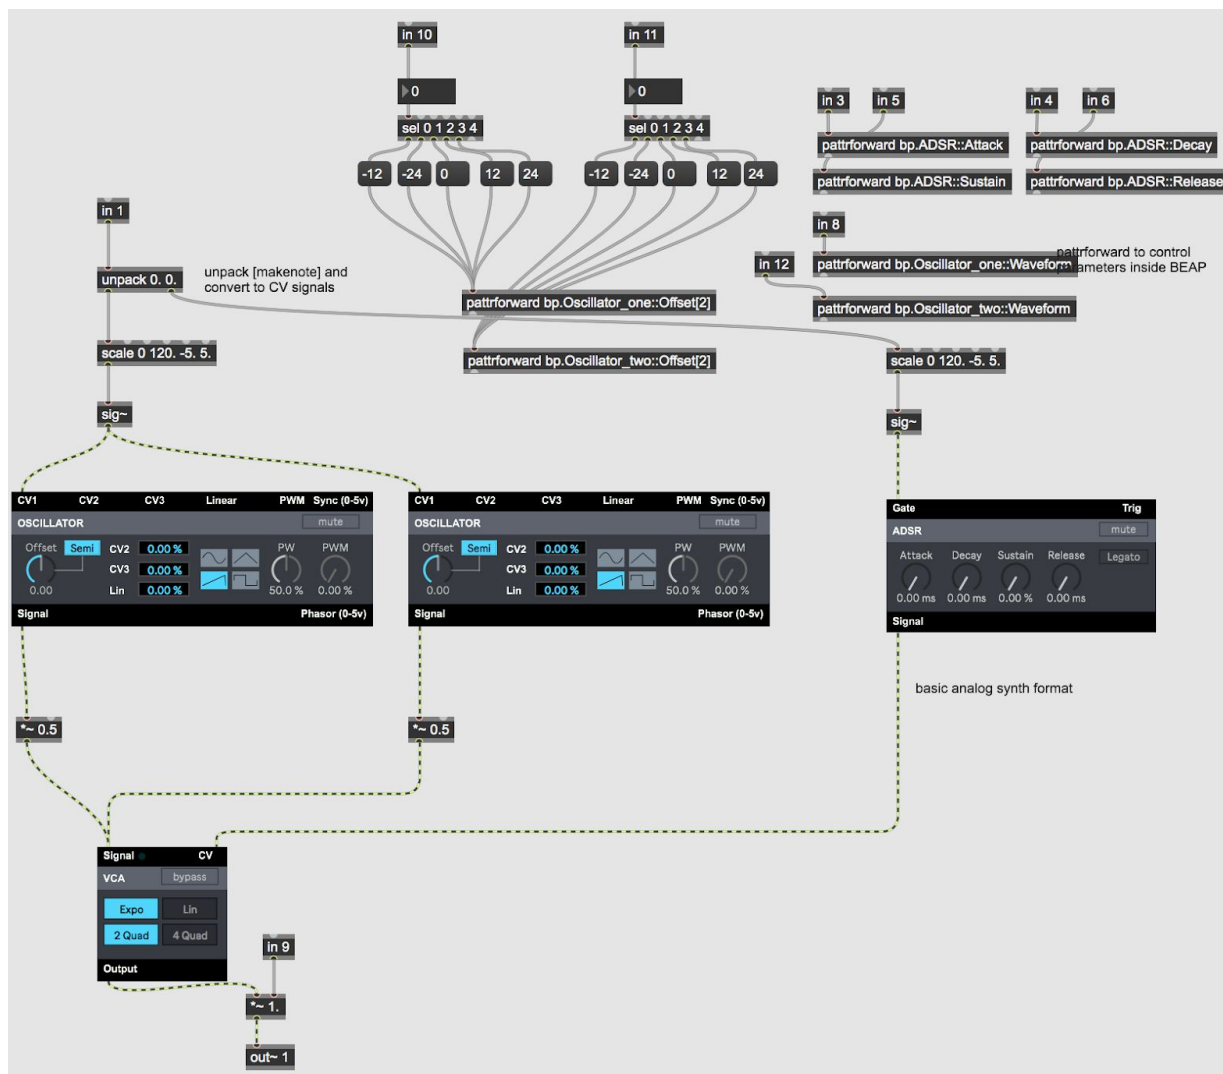 in 10
in 11
0
0
in 3
in 5
in 4
in 6
sel 0 1 2 3 4
sel 0 1 2 3 4
pattrforward bp.ADSR::Attack
pattrforward bp.ADSR::Decay
-12
-24
0
12
24
-12
-24
0
12
24
pattrforward bp.ADSR::Sustain
pattrforward bp.ADSR::Release
in 1
in 8
unpack [makenote] and
convert to CV signals
pattrforward to control
parameters inside BEAP
in 12
pattrforward bp.Oscillator_one::Waveform
unpack 0. 0.
pattrforward bp.Oscillator_one::Offset[2]
pattrforward bp.Oscillator_two::Waveform
scale 0 120. -5. 5.
pattrforward bp.Oscillator_two::Offset[2]
scale 0 120. -5. 5.
sig~
sig~
CV1 CV2 CV3 Linear PWM Sync (0-5v)
OSCILLATOR mute
Offset Semi CV2 0.00 % PW PWM
CV3 0.00 %
0.00 Lin 0.00 % 50.0 % 0.00 %
Signal Phasor (0-5v)
CV1 CV2 CV3 Linear PWM Sync (0-5v)
OSCILLATOR mute
Offset Semi CV2 0.00 % PW PWM
CV3 0.00 %
0.00 Lin 0.00 % 50.0 % 0.00 %
Signal Phasor (0-5v)
Gate Trig
ADSR mute
Attack Decay Sustain Release Legato
0.00 ms 0.00 ms 0.00 % 0.00 ms
Signal
basic analog synth format
*~ 0.5
*~ 0.5
Signal CV
VCA bypass
Expo Lin
2 Quad 4 Quad
Output
in 9
*~ 1.
out~ 1